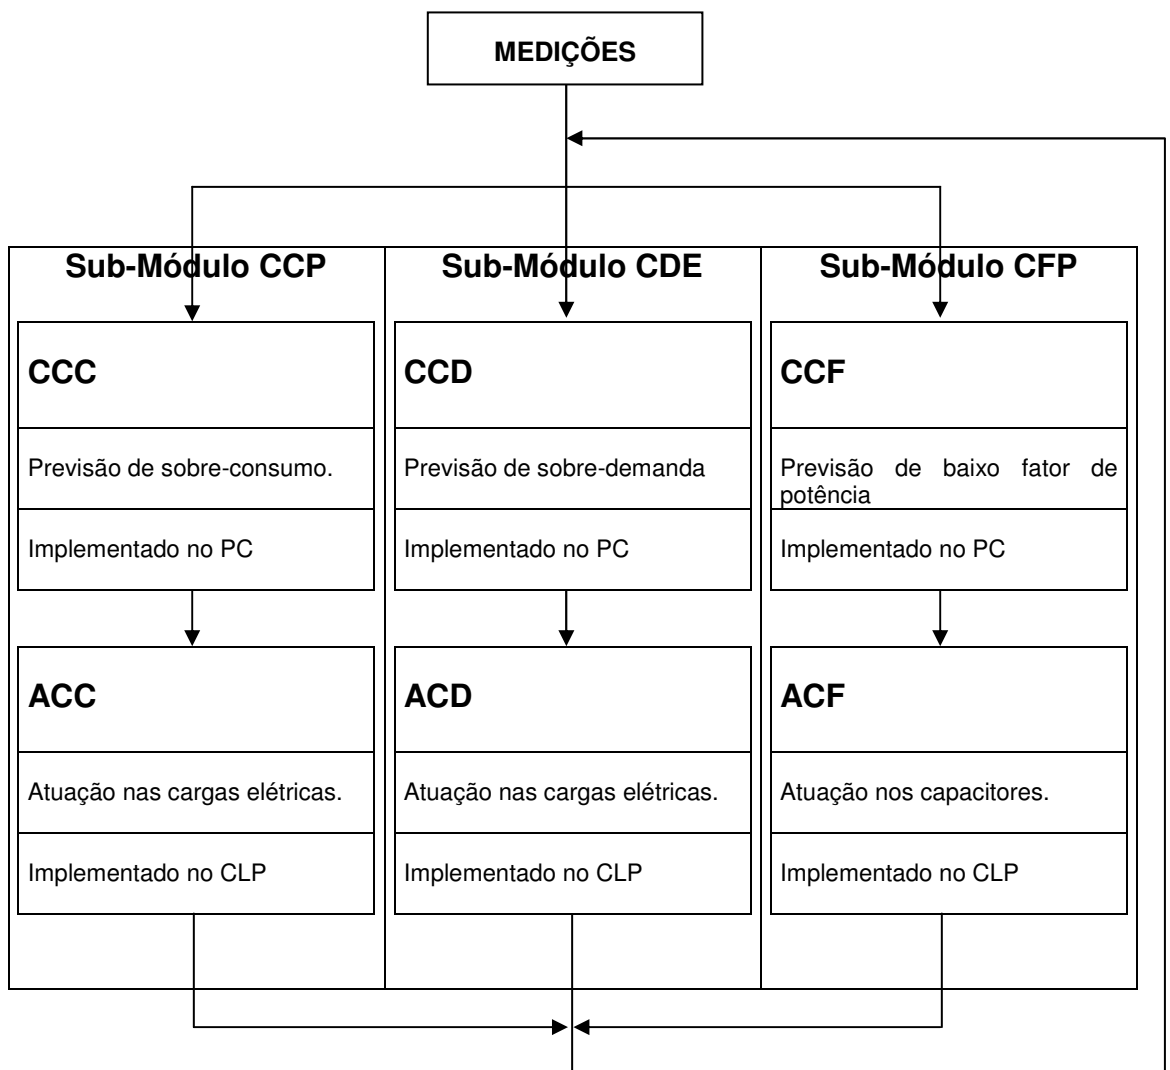 MEDIÇÕES
Sub-Módulo CCP
Sub-Módulo CDE
Sub-Módulo CFP
CCC
Previsão de sobre-consumo.
Implementado no PC
CCD
Previsão de sobre-demanda
Implementado no PC
CCF
Previsão de baixo fator de
potência
Implementado no PC
ACC
Atuação nas cargas elétricas.
Implementado no CLP
ACD
Atuação nas cargas elétricas.
Implementado no CLP
ACF
Atuação nos capacitores.
Implementado no CLP